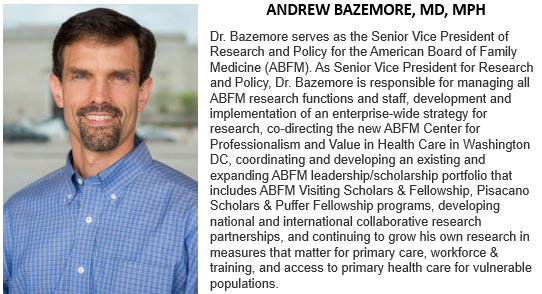 ANDREW BAZEMORE, MD, MPH
Dr. Bazemore serves as the Senior Vice President of
Research and Policy for the American Board of Family
Medicine (ABFM). As Senior Vice President for Research
and Policy, Dr. Bazemore is responsible for managing all
ABFM research functions and staff, development and
implementation of an enterprise-wide strategy for
research, co-directing the new ABFM Center for
Professionalism and Value in Health Care in Washington
DC, coordinating and developing an existing and
expanding ABFM leadership/scholarship portfolio that
includes ABFM Visiting Scholars & Fellowship, Pisacano
Scholars & Puffer Fellowship programs, developing
national and international collaborative research
partnerships, and continuing to grow his own research in
measures that matter for primary care, workforce &
training, and access to primary health care for vulnerable
populations.